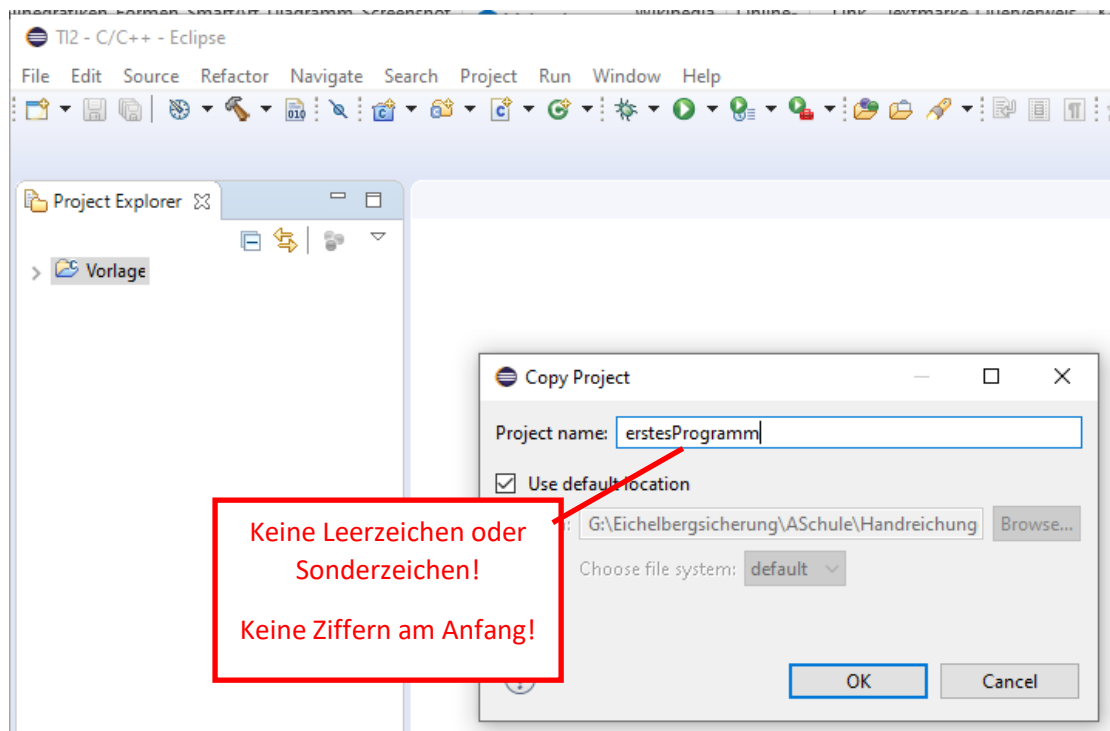 TI2 - C/C++ - Eclipse
File Edit Source Refactor Navigate Search Project Run Window Help
Project Explorer
Vorlage
Copy Project
Project name: erstesProgramm
Use default location
G:\Eichelbergsicherung\ASchule\Handreichung Browse...
Choose file system: default
Keine Leerzeichen oder
Sonderzeichen!
Keine Ziffern am Anfang!
OK Cancel